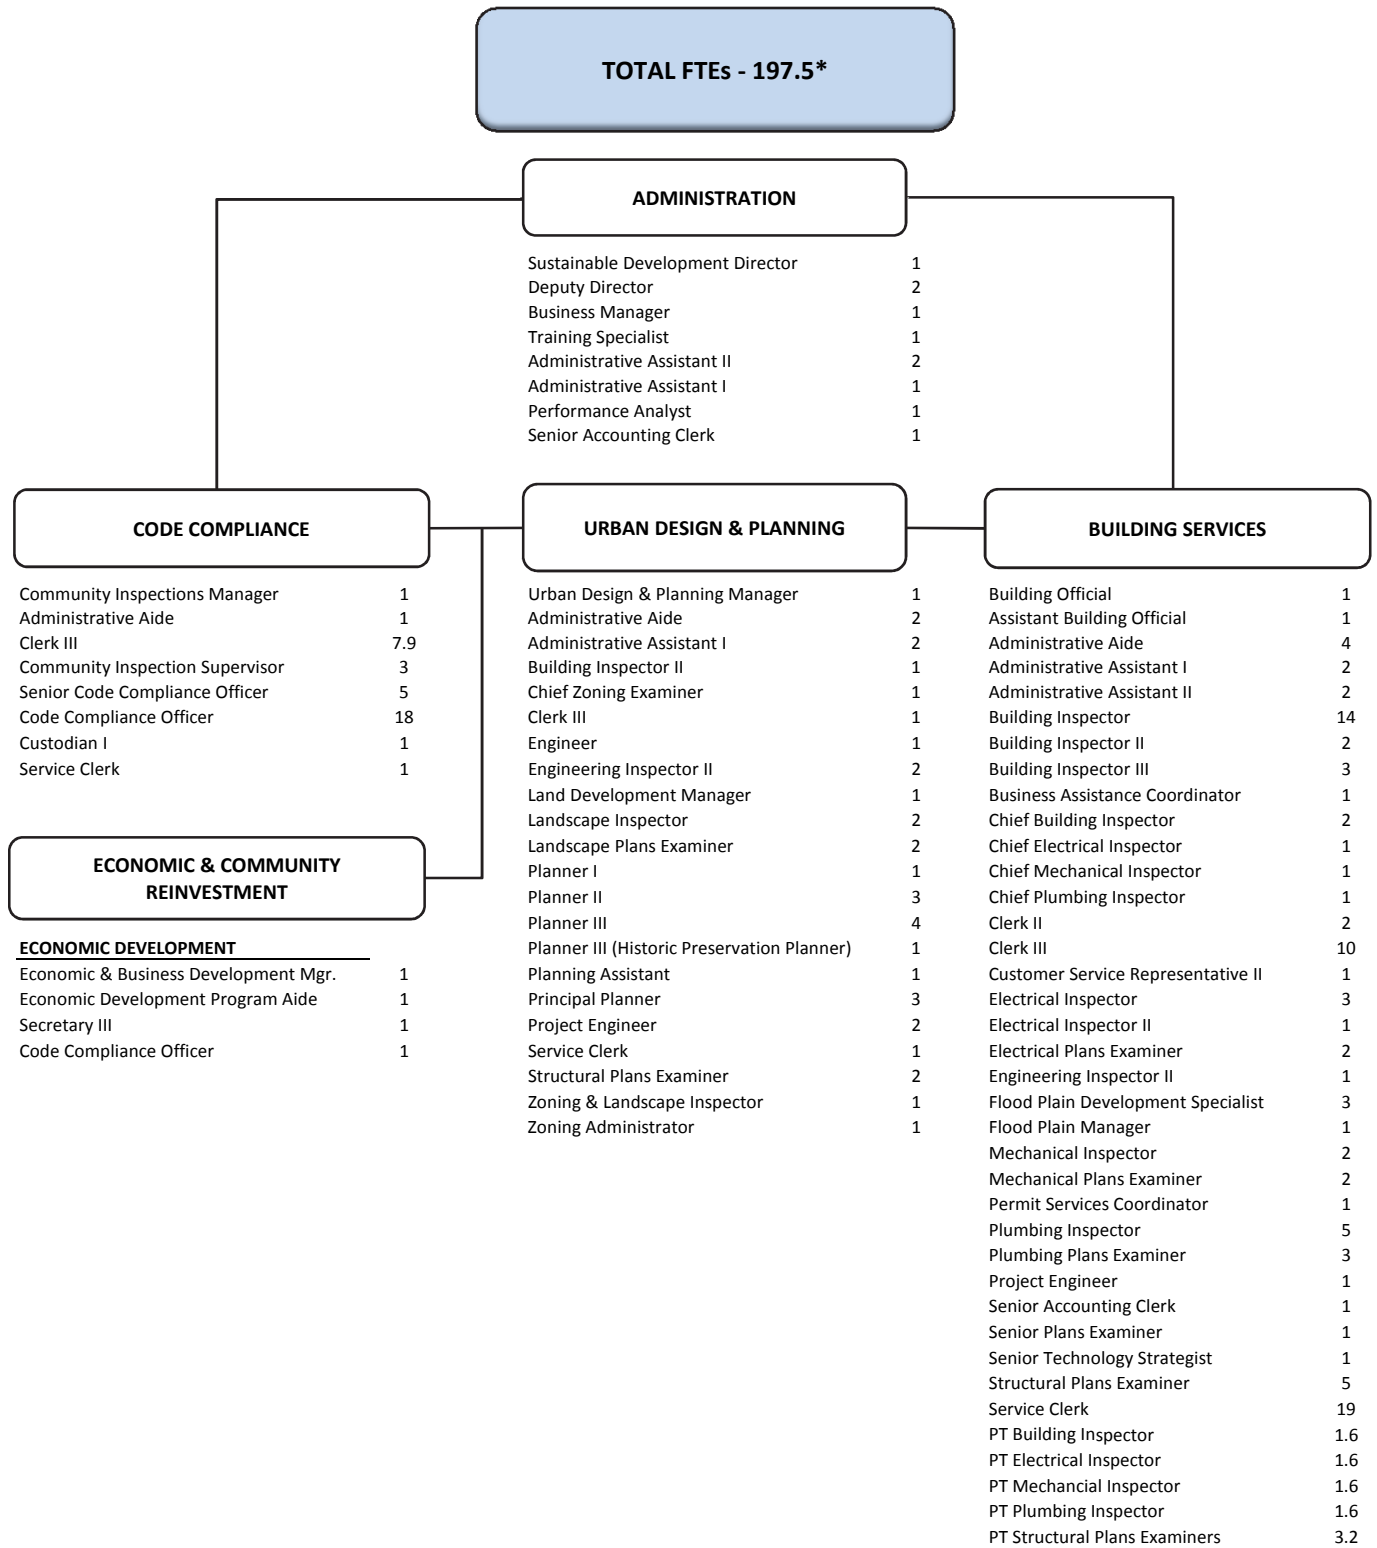 TOTAL FTEs - 197.5*
ADMINISTRATION
Sustainable Development Director 1
Deputy Director 2
Business Manager 1
Training Specialist 1
Administrative Assistant II 2
Administrative Assistant I 1
Performance Analyst 1
Senior Accounting Clerk 1
CODE COMPLIANCE
Community Inspections Manager 1
Administrative Aide 1
Clerk III 7.9
Community Inspection Supervisor 3
Senior Code Compliance Officer 5
Code Compliance Officer 18
Custodian I 1
Service Clerk 1
ECONOMIC & COMMUNITY
REINVESTMENT
ECONOMIC DEVELOPMENT
Economic & Business Development Mgr. 1
Economic Development Program Aide 1
Secretary III 1
Code Compliance Officer 1
URBAN DESIGN & PLANNING
Urban Design & Planning Manager 1
Administrative Aide 2
Administrative Assistant I 2
Building Inspector II 1
Chief Zoning Examiner 1
Clerk III 1
Engineer 1
Engineering Inspector II 2
Land Development Manager 1
Landscape Inspector 2
Landscape Plans Examiner 2
Planner I 1
Planner II 3
Planner III 4
Planner III (Historic Preservation Planner) 1
Planning Assistant 1
Principal Planner 3
Project Engineer 2
Service Clerk 1
Structural Plans Examiner 2
Zoning & Landscape Inspector 1
Zoning Administrator 1
BUILDING SERVICES
Building Official 1
Assistant Building Official 1
Administrative Aide 4
Administrative Assistant I 2
Administrative Assistant II 2
Building Inspector 14
Building Inspector II 2
Building Inspector III 3
Business Assistance Coordinator 1
Chief Building Inspector 2
Chief Electrical Inspector 1
Chief Mechanical Inspector 1
Chief Plumbing Inspector 1
Clerk II 2
Clerk III 10
Customer Service Representative II 1
Electrical Inspector 3
Electrical Inspector II 1
Electrical Plans Examiner 2
Engineering Inspector II 1
Flood Plain Development Specialist 3
Flood Plain Manager 1
Mechanical Inspector 2
Mechanical Plans Examiner 2
Permit Services Coordinator 1
Plumbing Inspector 5
Plumbing Plans Examiner 3
Project Engineer 1
Senior Accounting Clerk 1
Senior Plans Examiner 1
Senior Technology Strategist 1
Structural Plans Examiner 5
Service Clerk 19
PT Building Inspector 1.6
PT Electrical Inspector 1.6
PT Mechancial Inspector 1.6
PT Plumbing Inspector 1.6
PT Structural Plans Examiners 3.2